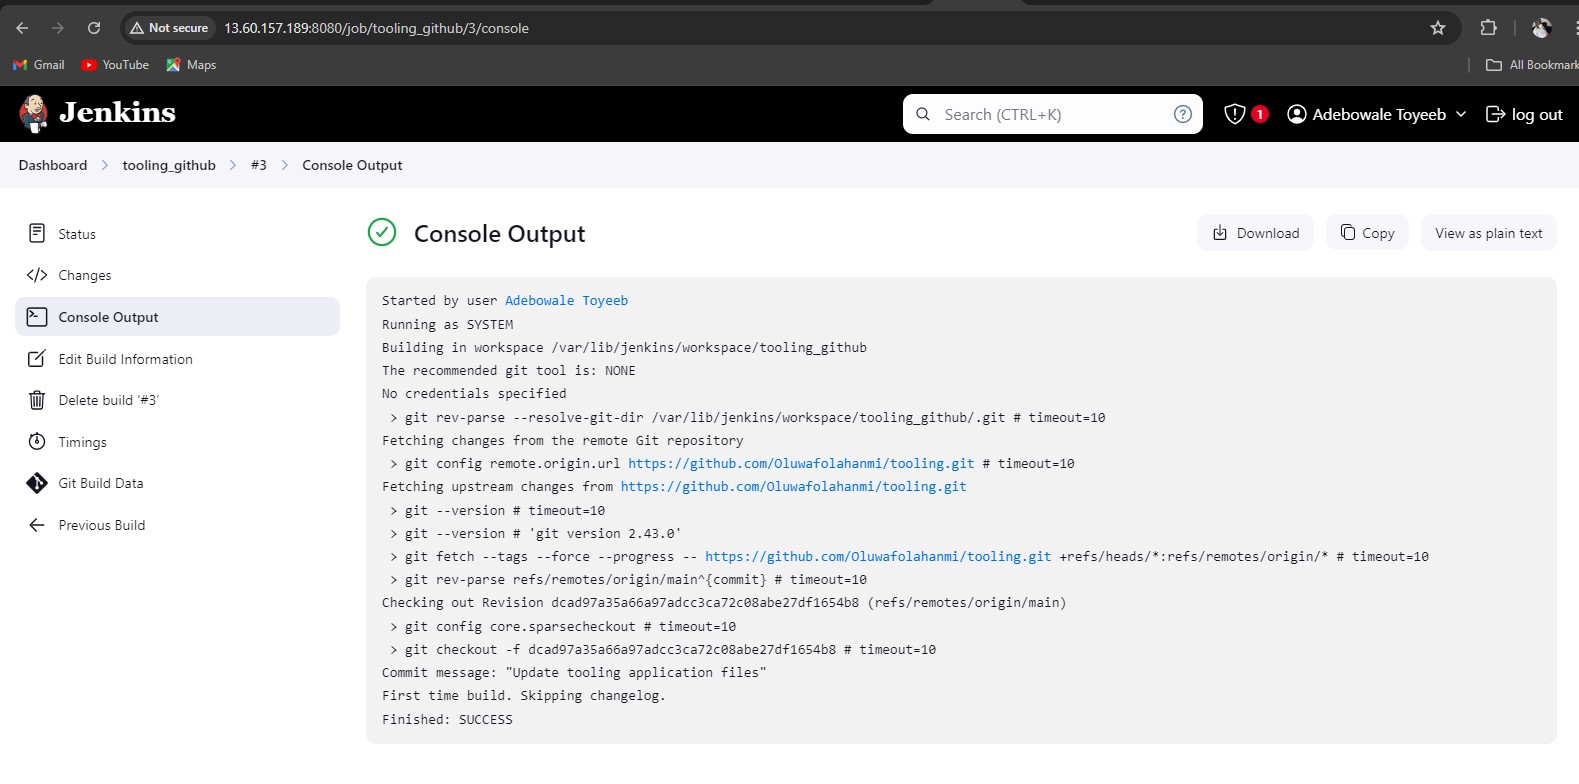 Not secure 13.60.157.189:8080/job/tooling_github/3/console
Gmail YouTube Maps All Bookmark
Jenkins Search (CTRL+K) ? 1 Adebowale Toyeeb log out
Dashboard tooling_github #3 Console Output
Status
Changes
Console Output
Edit Build Information
Delete build ‘#3’
Timings
Git Build Data
Previous Build
Console Output Download Copy View as plain text
Started by user Adebowale Toyeeb
Running as SYSTEM
Building in workspace /var/lib/jenkins/workspace/tooling_github
The recommended git tool is: NONE
No credentials specified
> git rev-parse --resolve-git-dir /var/lib/jenkins/workspace/tooling_github/.git # timeout=10
Fetching changes from the remote Git repository
> git config remote.origin.url https://github.com/Oluwafolahanmi/tooling.git # timeout=10
Fetching upstream changes from https://github.com/Oluwafolahanmi/tooling.git
> git --version # timeout=10
> git --version # 'git version 2.43.0'
> git fetch --tags --force --progress -- https://github.com/Oluwafolahanmi/tooling.git +refs/heads/*:refs/remotes/origin/* # timeout=10
> git rev-parse refs/remotes/origin/main^{commit} # timeout=10
Checking out Revision dcad97a35a66a97adcc3ca72c08abe27df1654b8 (refs/remotes/origin/main)
> git config core.sparsecheckout # timeout=10
> git checkout -f dcad97a35a66a97adcc3ca72c08abe27df1654b8 # timeout=10
Commit message: "Update tooling application files"
First time build. Skipping changelog.
Finished: SUCCESS